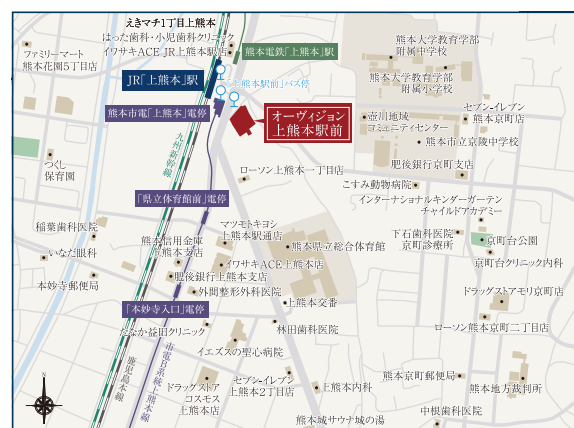 えきマチ1丁目上熊本
はった歯科・小児歯科クリニック
イワサキACE JR上熊本駅店
熊本電鉄「上熊本」駅
ファミリーマート
熊本花園5丁目店
JR「上熊本」駅
「上熊本駅前」バス停
熊本市電「上熊本」電停
オーヴィジョン
上熊本駅前
熊本大学教育学部
附属中学校
熊本大学教育学部
附属小学校
壺川地域
コミュニティセンター
セブン-イレブン
熊本京町店
熊本市立京陵中学校
九州新幹線
つくし
保育園
ローソン上熊本一丁目店
肥後銀行京町支店
こすみ動物病院
「県立体育館前」電停
インターナショナルキンダーガーテン
チャイルドアカデミー
稲葉歯科医院
マツモトキヨシ
上熊本駅通店
下石歯科医院
京町診療所
京町台公園
熊本信用金庫
上熊本支店
熊本県立総合体育館
いなだ眼科
イワサキACE上熊本店
京町台クリニック内科
本妙寺郵便局
肥後銀行上熊本支店
外間整形外科医院
上熊本交番
ドラッグストアモリ京町店
「本妙寺入口」電停
たなか益田クリニック
林田歯科医院
ローソン熊本京町二丁目店
イエズスの聖心病院
市電B系統上熊本線
鹿児島本線
ドラッグストア
コスモス
上熊本店
セブン-イレブン
上熊本2丁目店
上熊本内科
熊本京町郵便局
熊本地方裁判所
中根歯科医院
熊本城サウナ城の湯
N